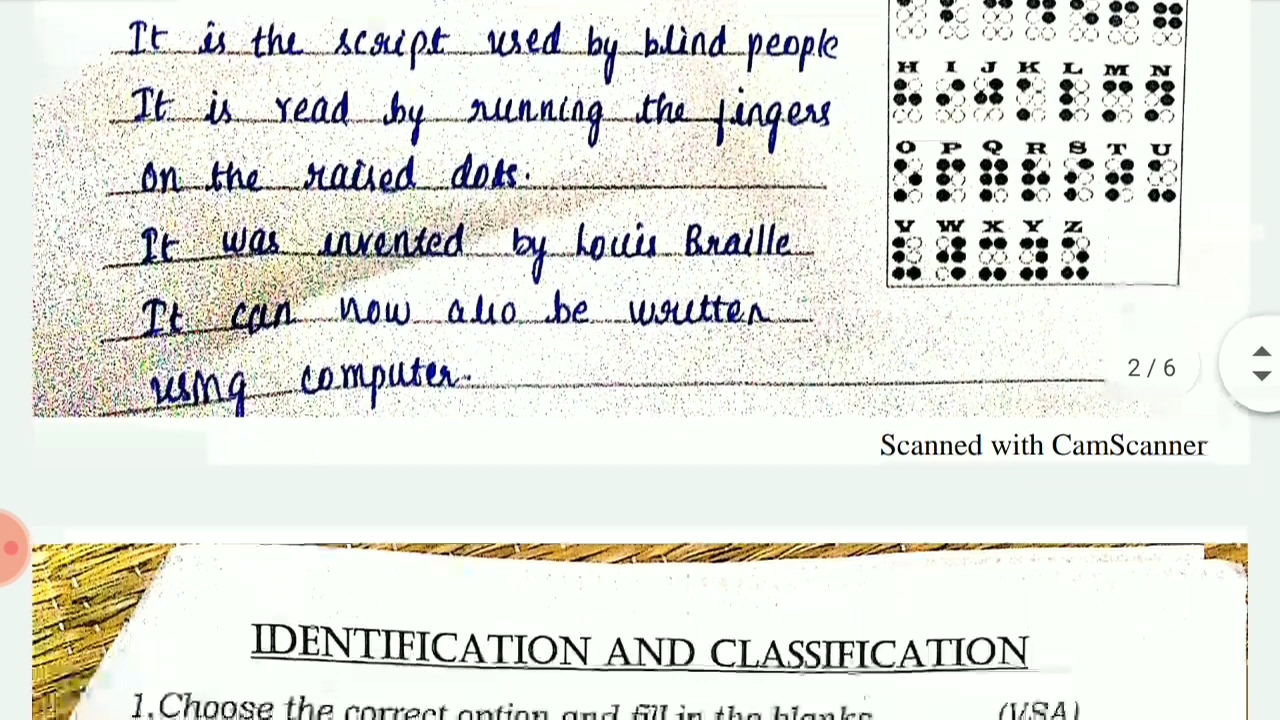 It is the script used by blind people
It is read by running the fingers
on the raised dots.
It was invented by Louis Braille
It can now also be written
using computer.
H I J K L M N
O P Q R S T U
V W X Y Z
2 / 6
Scanned with CamScanner
IDENTIFICATION AND CLASSIFICATION
1. Choose the correct option and fill in the blanks (VSA)